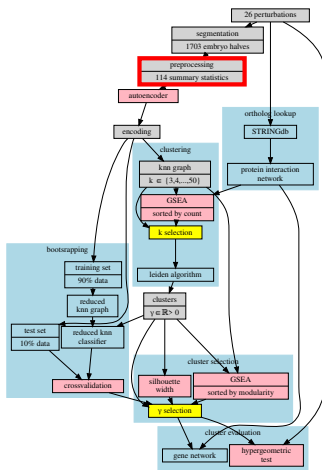 26 perturbations
segmentation
1703 embryo halves
preprocessing
114 summary statistics
autoencoder
ortholog lookup
encoding
STRINGdb
clustering
knn graph
k ∈ {3,4,...,50}
protein interaction
network
GSEA
sorted by count
k selection
bootsrapping
training set
90% data
leiden algorithm
reduced
knn graph
clusters
γ ∈ ℝ> 0
test set
10% data
reduced knn
classifier
cluster selection
crossvalidation
silhouette
width
GSEA
sorted by modularity
γ selection
cluster evaluation
gene network
hypergeometric
test